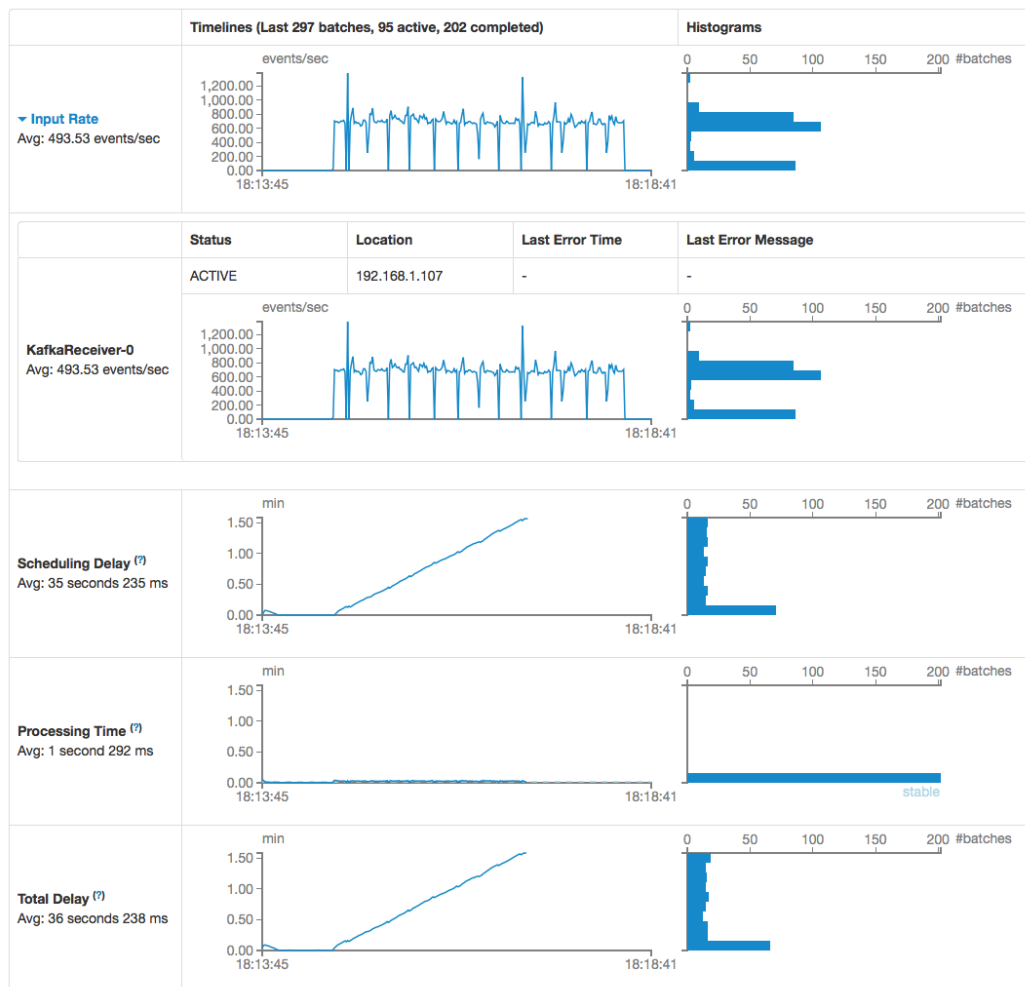 Timelines (Last 297 batches, 95 active, 202 completed) Histograms
events/sec 0 50 100 150 200 #batches
1,200.00
1,000.00
Input Rate 800.00
Avg: 493.53 events/sec 600.00
400.00
200.00
0.00
18:13:45 18:18:41
Status Location Last Error Time Last Error Message
ACTIVE 192.168.1.107 - -
events/sec 0 50 100 150 200 #batches
1,200.00
KafkaReceiver-0 1,000.00
Avg: 493.53 events/sec 800.00
600.00
400.00
200.00
0.00
18:13:45 18:18:41
min 0 50 100 150 200 #batches
1.50
1.00
Scheduling Delay (?)
Avg: 35 seconds 235 ms 0.50
0.00
18:13:45 18:18:41
min 0 50 100 150 200 #batches
1.50
1.00
Processing Time (?)
Avg: 1 second 292 ms 0.50
0.00
18:13:45 18:18:41 stable
min 0 50 100 150 200 #batches
1.50
1.00
Total Delay (?)
Avg: 36 seconds 238 ms 0.50
0.00
18:13:45 18:18:41